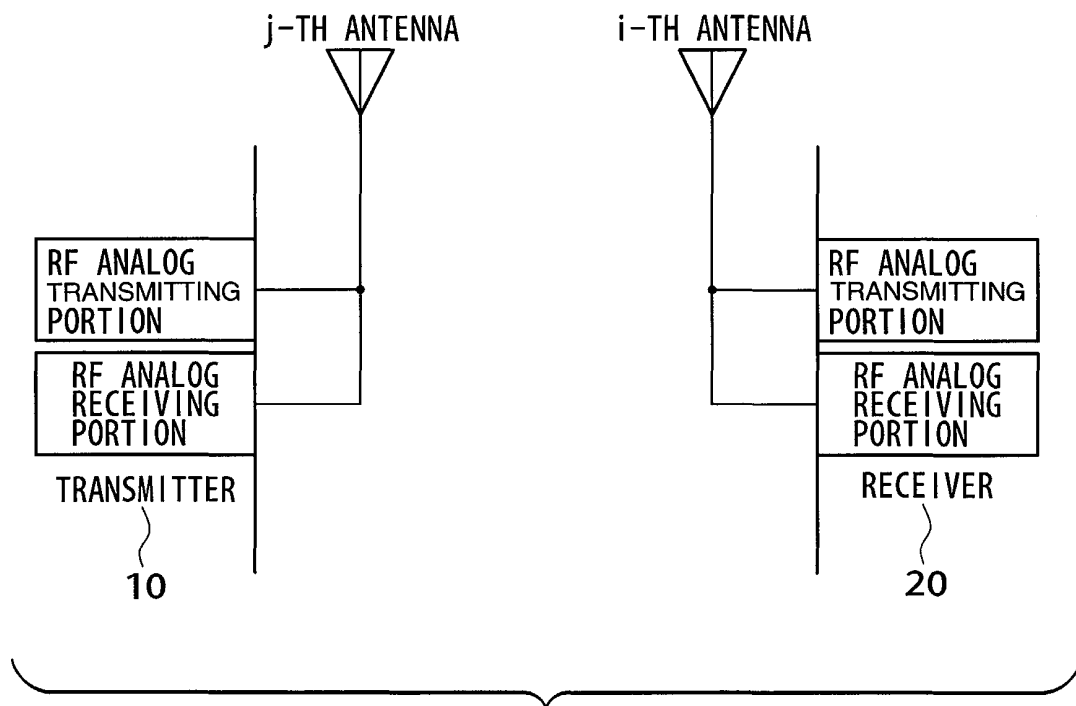 j-TH ANTENNA
i-TH ANTENNA
RF ANALOG
TRANSMITTING
PORTION
RF ANALOG
RECEIVING
PORTION
TRANSMITTER
10
RF ANALOG
TRANSMITTING
PORTION
RF ANALOG
RECEIVING
PORTION
RECEIVER
20